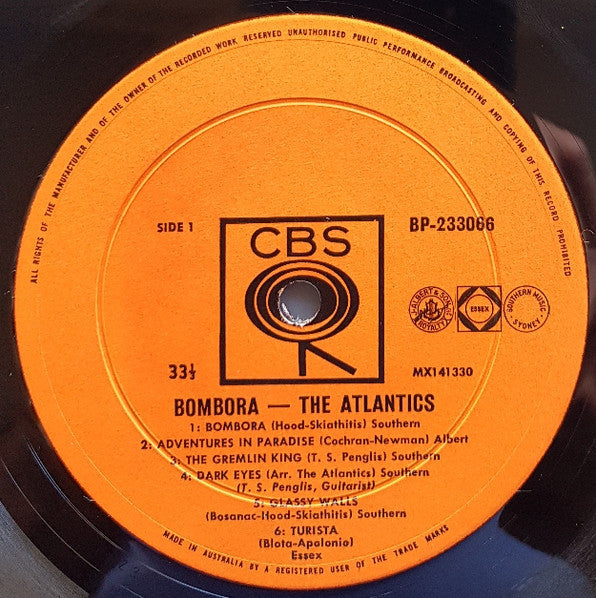 ALL RIGHTS OF THE MANUFACTURER AND OF THE OWNER OF THE RECORDED WORK RESERVED UNAUTHORISED PUBLIC PERFORMANCE BROADCASTING AND COPYING OF THIS RECORD PROHIBITED
SIDE 1
CBS
BP-233066
J. ALBERT & SON
ROYALTY
ESSEX
SOUTHERN MUSIC
SYDNEY
33⅓
MX141330
BOMBORA — THE ATLANTICS
1: BOMBORA (Hood-Skiathitis) Southern
2: ADVENTURES IN PARADISE (Cochran-Newman) Albert
3: THE GREMLIN KING (T. S. Penglis) Southern
4: DARK EYES (Arr. The Atlantics) Southern
(T. S. Penglis, Guitarist)
5: GLASSY WALLS
(Bosanac-Hood-Skiathitis) Southern
6: TURISTA
(Blota-Apolonio)
Essex
MADE IN AUSTRALIA BY A REGISTERED USER OF THE TRADE MARKS